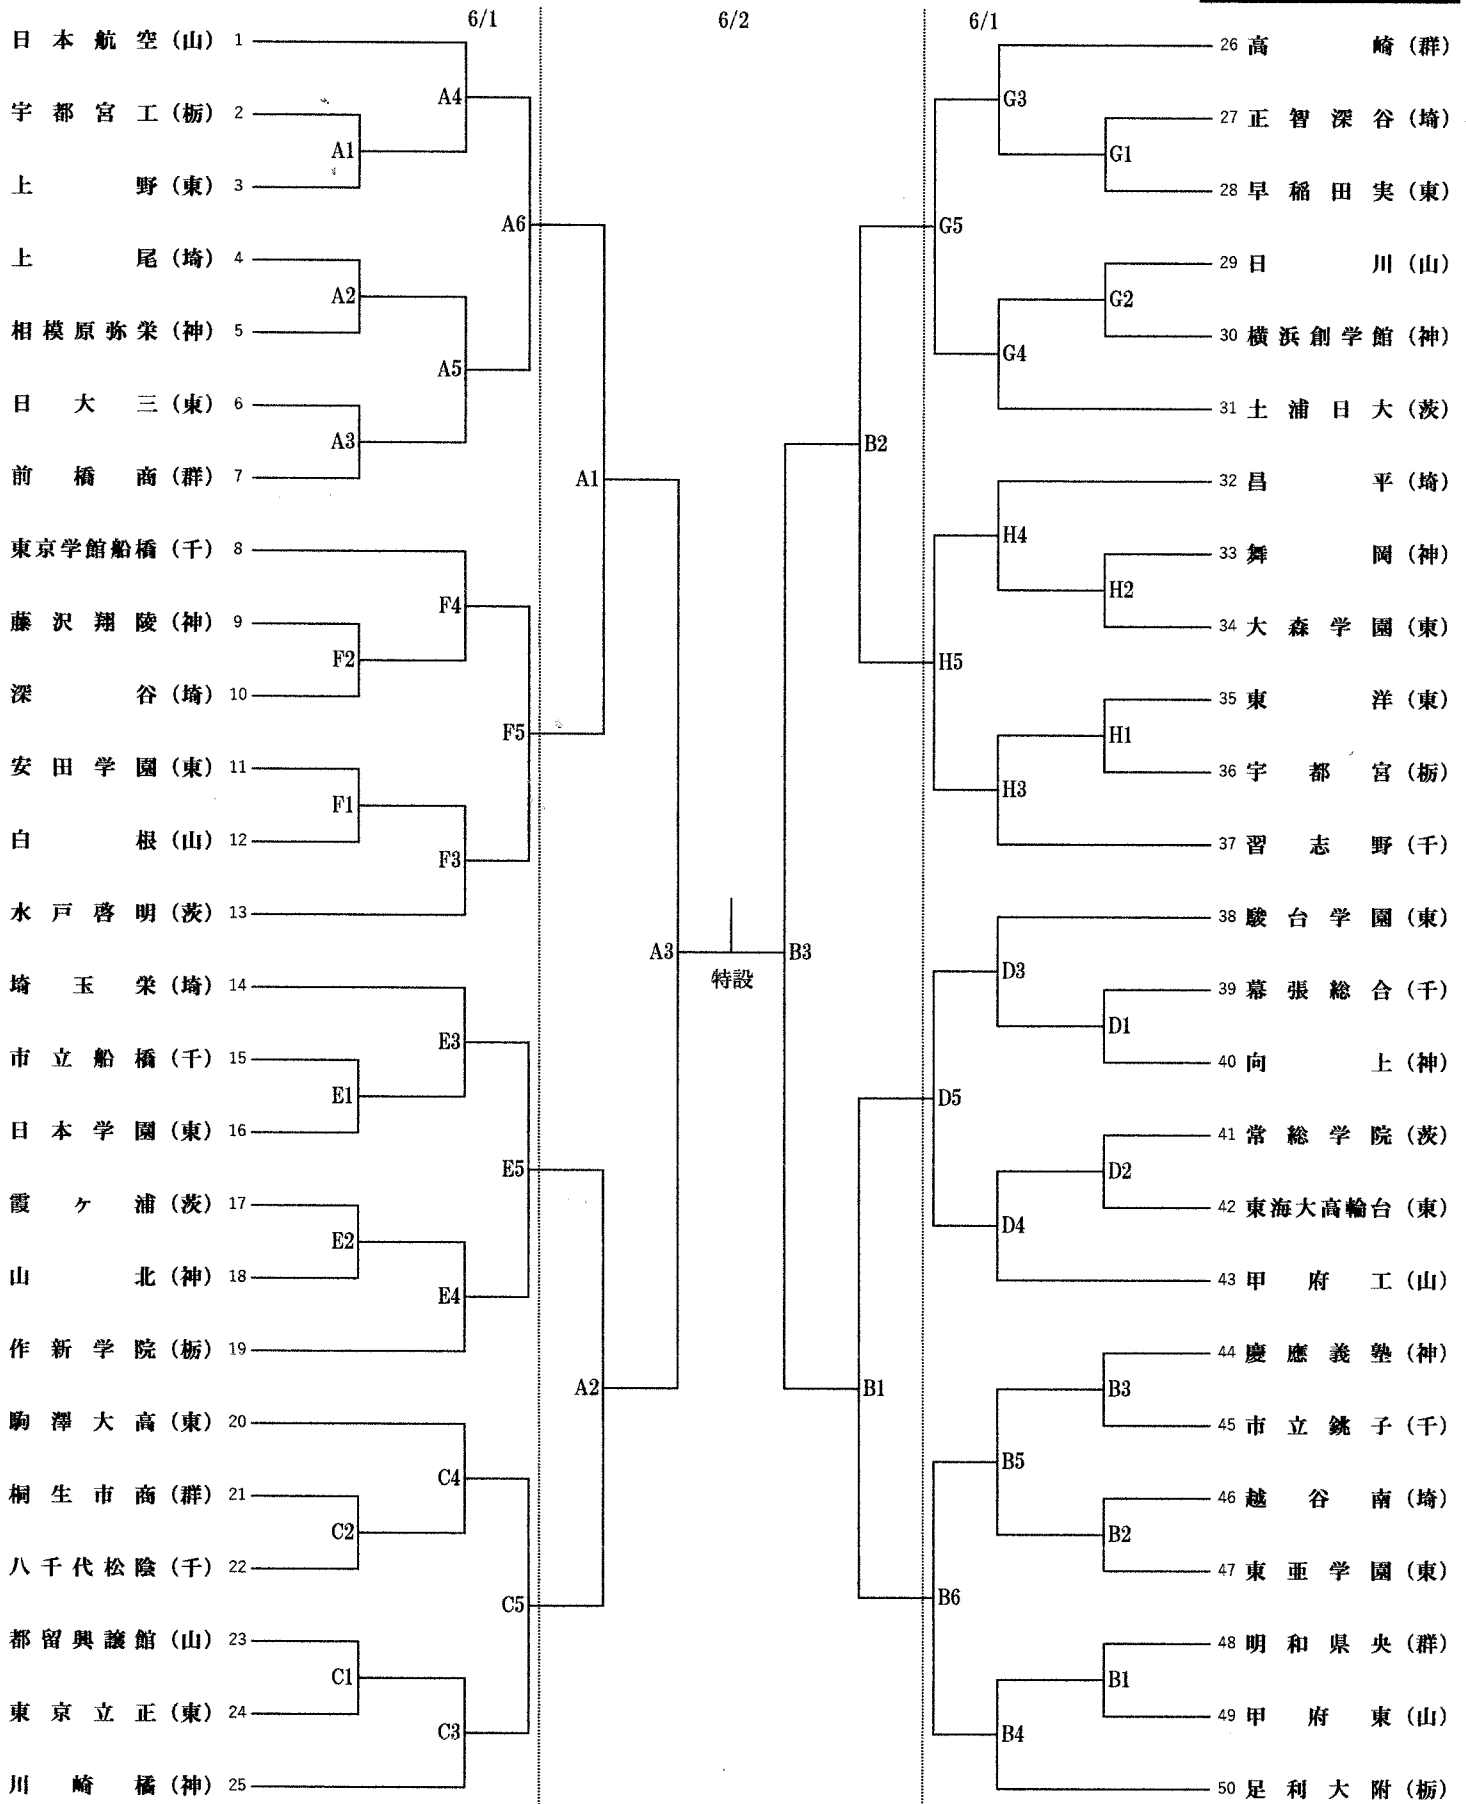 6/1 6/2 6/1
日本航空（山） 1
宇都宮工（栃） 2
上野（東） 3
上尾（埼） 4
相模原弥栄（神） 5
日大三（東） 6
前橋商（群） 7
東京学館船橋（千） 8
藤沢翔陵（神） 9
深谷（埼） 10
安田学園（東） 11
白根（山） 12
水戸啓明（茨） 13
埼玉栄（埼） 14
市立船橋（千） 15
日本学園（東） 16
霞ヶ浦（茨） 17
山北（神） 18
作新学院（栃） 19
駒澤大高（東） 20
桐生市商（群） 21
八千代松陰（千） 22
都留興譲館（山） 23
東京立正（東） 24
川崎橘（神） 25
A1
A2
A3
F2
F1
E1
E2
C2
C1
A4
A5
F4
F3
E3
E4
C4
C3
A6
F5
E5
C5
A1
A2
A3
特設
B3
B2
B1
G5
H5
D5
B6
G3
G4
H4
H3
D3
D4
B5
B4
G1
G2
H2
H1
D1
D2
B3
B2
B1
26 高崎（群）
27 正智深谷（埼）
28 早稲田実（東）
29 日川（山）
30 横浜創学館（神）
31 土浦日大（茨）
32 昌平（埼）
33 舞岡（神）
34 大森学園（東）
35 東洋（東）
36 宇都宮（栃）
37 習志野（千）
38 駿台学園（東）
39 幕張総合（千）
40 向上（神）
41 常総学院（茨）
42 東海大高輪台（東）
43 甲府工（山）
44 慶應義塾（神）
45 市立銚子（千）
46 越谷南（埼）
47 東亜学園（東）
48 明和県央（群）
49 甲府東（山）
50 足利大附（栃）